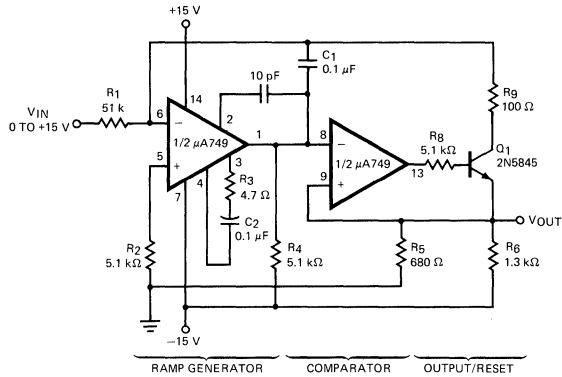 +15 V
C1
0.1 µF
10 pF
R1
51 k
VIN
0 TO +15 V
6
−
14
2
1/2 µA749
1
5
+
7
4
3
R3
4.7 Ω
C2
0.1 µF
R2
5.1 kΩ
R4
5.1 kΩ
8
−
1/2 µA749
9
+
13
R8
5.1 kΩ
R9
100 Ω
Q1
2N5845
VOUT
R5
680 Ω
R6
1.3 kΩ
−15 V
RAMP GENERATOR
COMPARATOR
OUTPUT/RESET